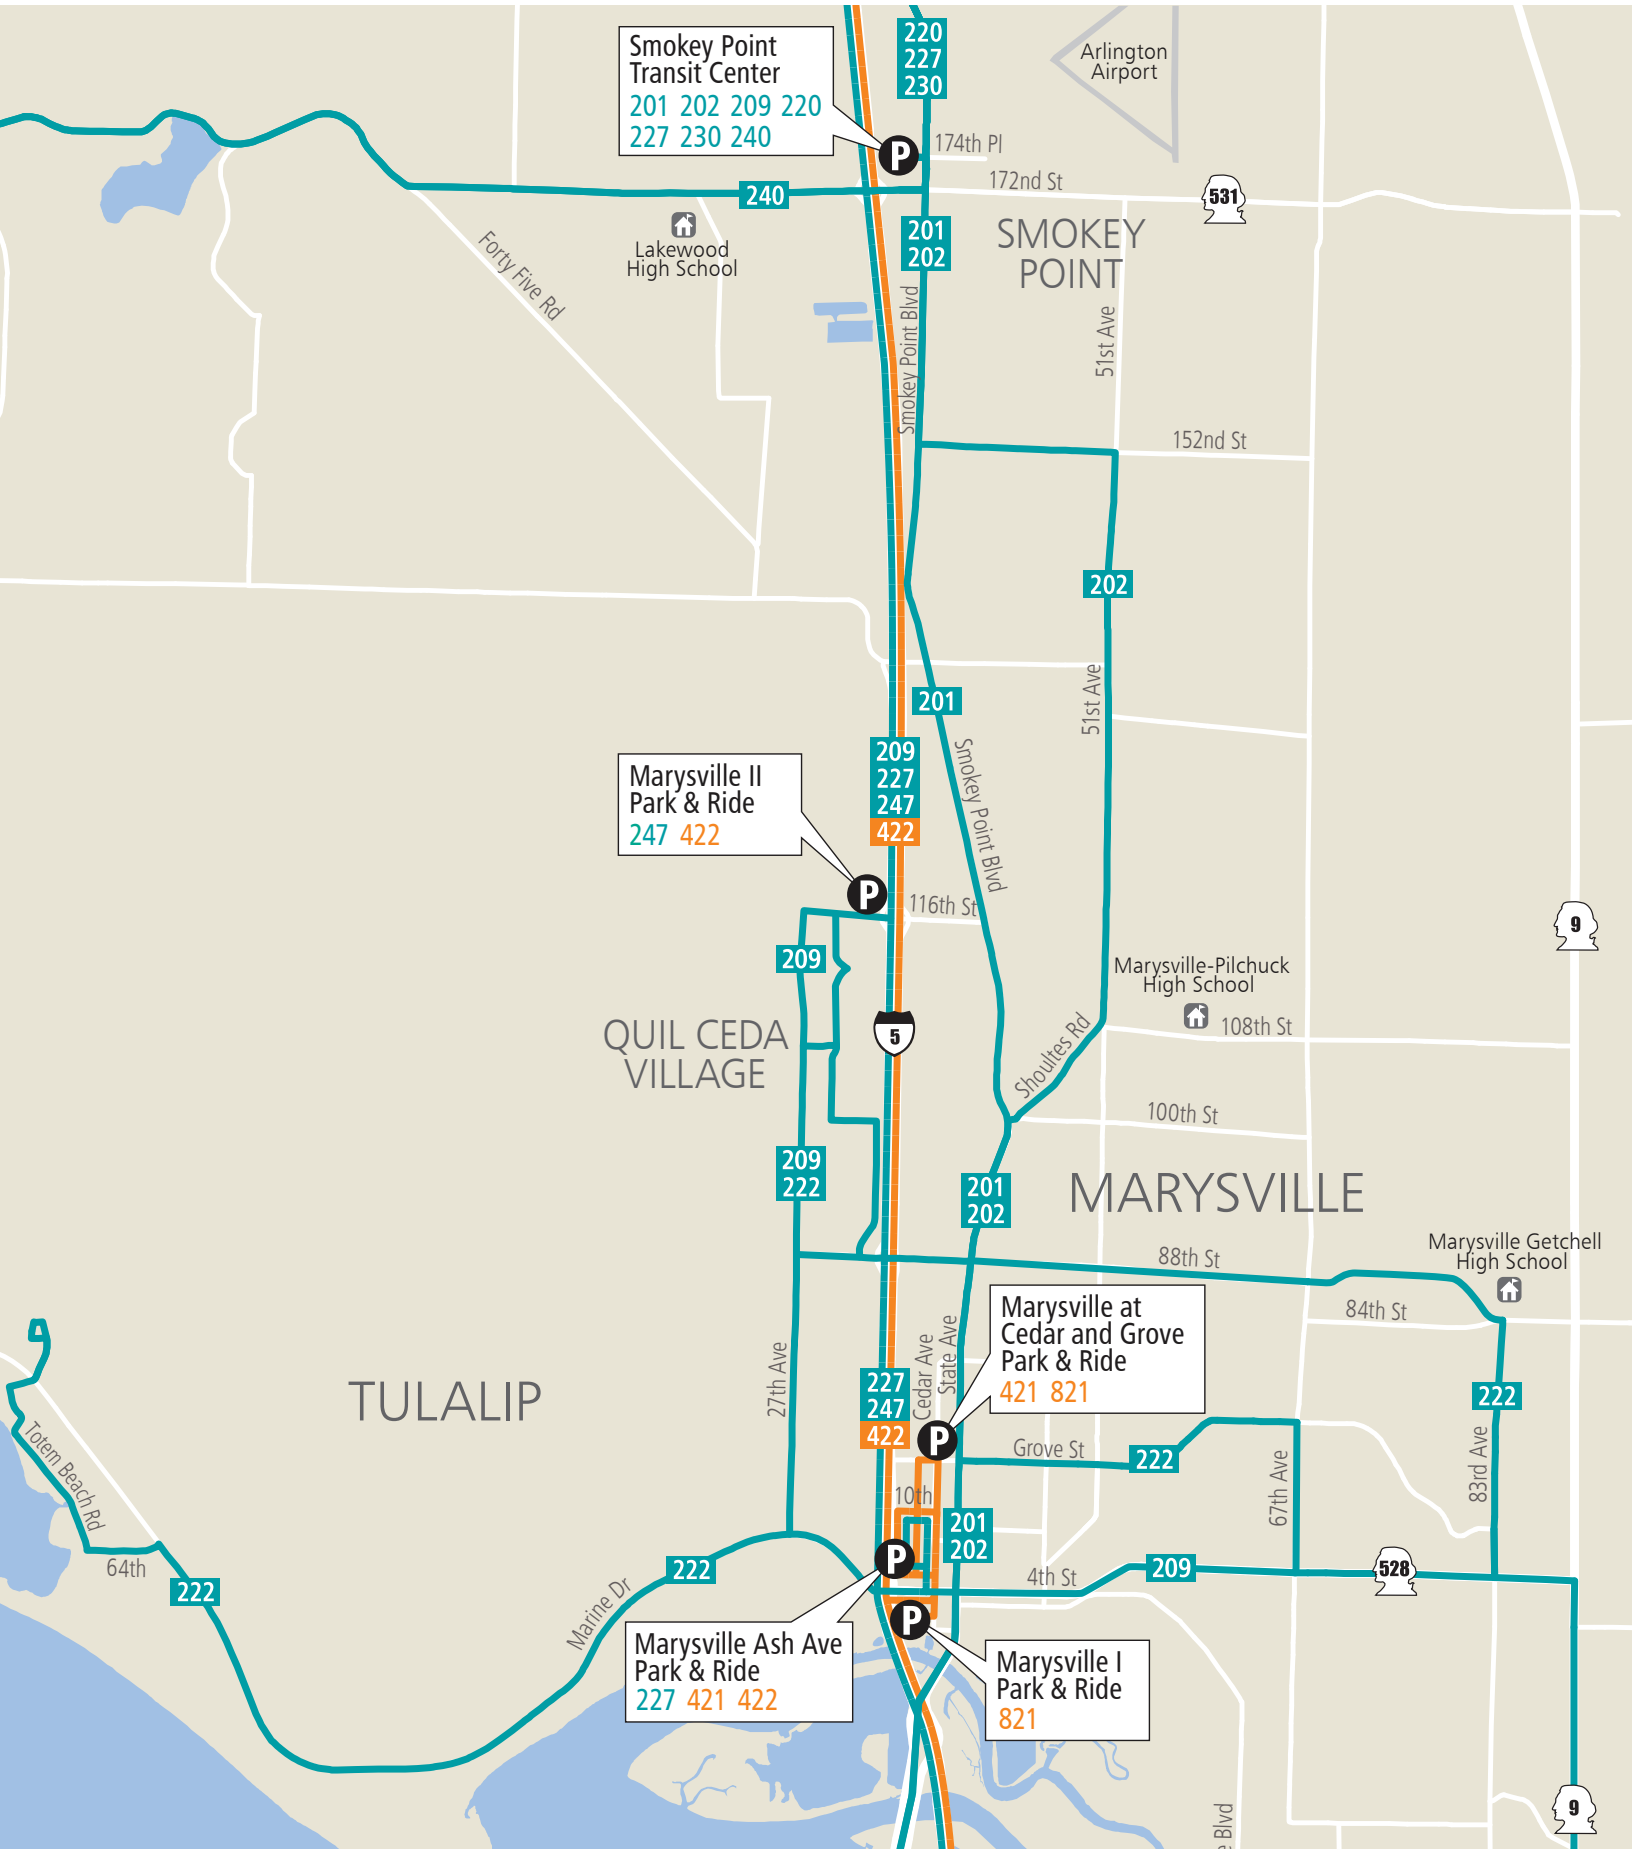 Smokey Point
Transit Center
201 202 209 220
227 230 240
220
227
230
Arlington
Airport
P
174th Pl
172nd St
531
240
Lakewood
High School
201
202
SMOKEY
POINT
Forty Five Rd
Smokey Point Blvd
51st Ave
152nd St
202
51st Ave
201
209
227
247
422
Smokey Point Blvd
Marysville II
Park & Ride
247 422
P
116th St
209
9
Marysville-Pilchuck
High School
108th St
5
QUIL CEDA
VILLAGE
Shoultes Rd
100th St
209
222
201
202
MARYSVILLE
88th St
Marysville Getchell
High School
84th St
Marysville at
Cedar and Grove
Park & Ride
421 821
27th Ave
Cedar Ave
State Ave
TULALIP
227
247
422
P
222
Grove St
222
Totem Beach Rd
67th Ave
83rd Ave
10th
201
202
P
64th
222
222
Marine Dr
4th St
209
528
P
Marysville Ash Ave
Park & Ride
227 421 422
Marysville I
Park & Ride
821
9
e Blvd